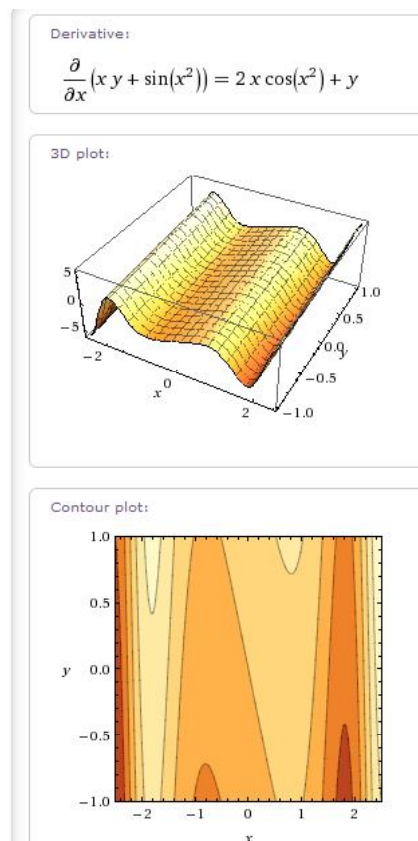 Derivative:
∂/∂x (x y + sin(x²)) = 2 x cos(x²) + y
3D plot:
5
0
−5
−2
0
2
x
1.0
0.5
0.0
y
−0.5
−1.0
Contour plot:
1.0
0.5
y 0.0
−0.5
−1.0
−2 −1 0 1 2
x